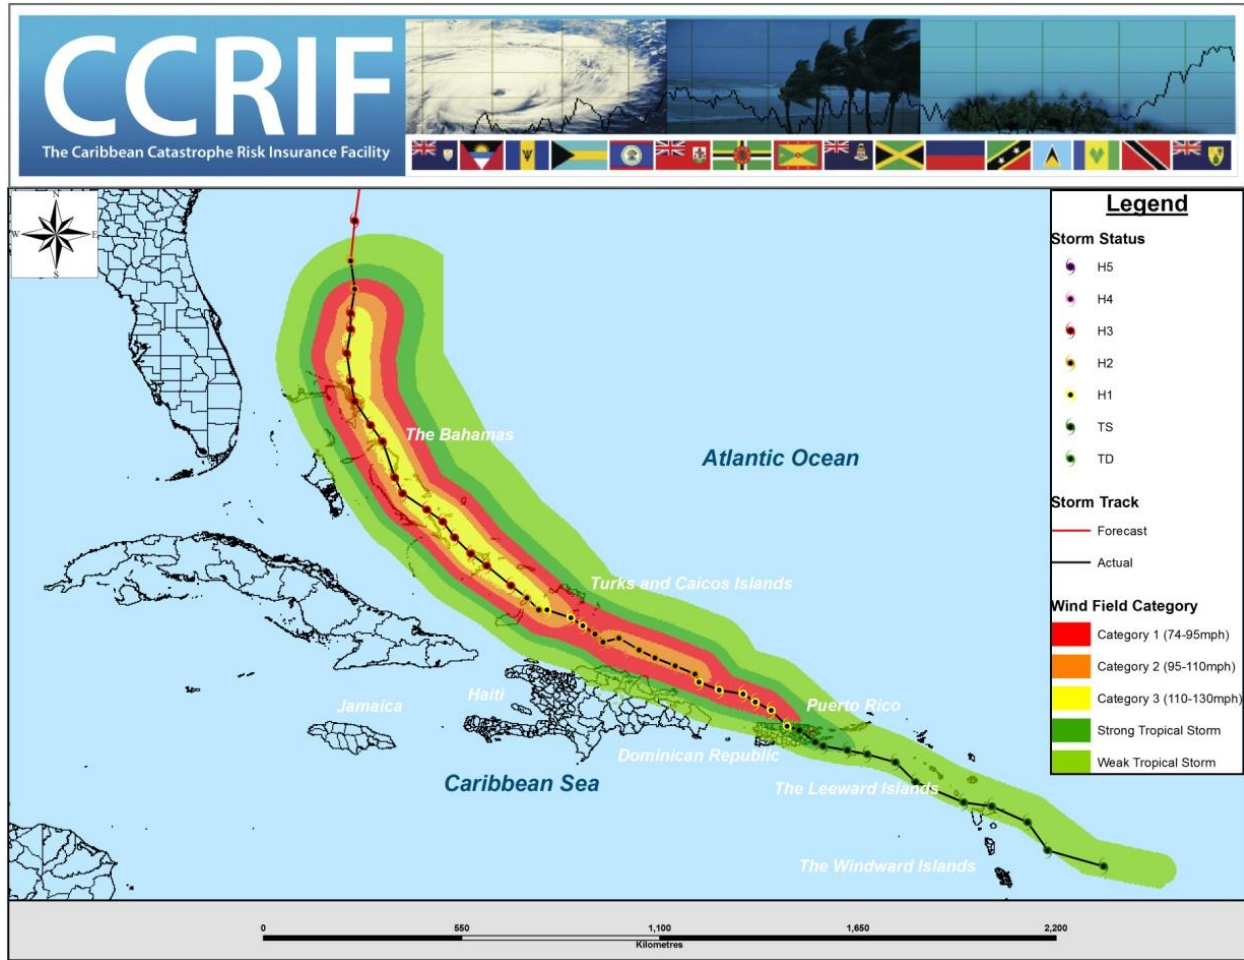 CCRIF
The Caribbean Catastrophe Risk Insurance Facility
N
W
E
S
Legend
Storm Status
H5
H4
H3
H2
H1
TS
TD
Storm Track
Forecast
Actual
Wind Field Category
Category 1 (74-95mph)
Category 2 (95-110mph)
Category 3 (110-130mph)
Strong Tropical Storm
Weak Tropical Storm
The Bahamas
Atlantic Ocean
Turks and Caicos Islands
Haiti
Jamaica
Puerto Rico
Dominican Republic
Caribbean Sea
The Leeward Islands
The Windward Islands
0 550 1,100 1,650 2,200
Kilometres